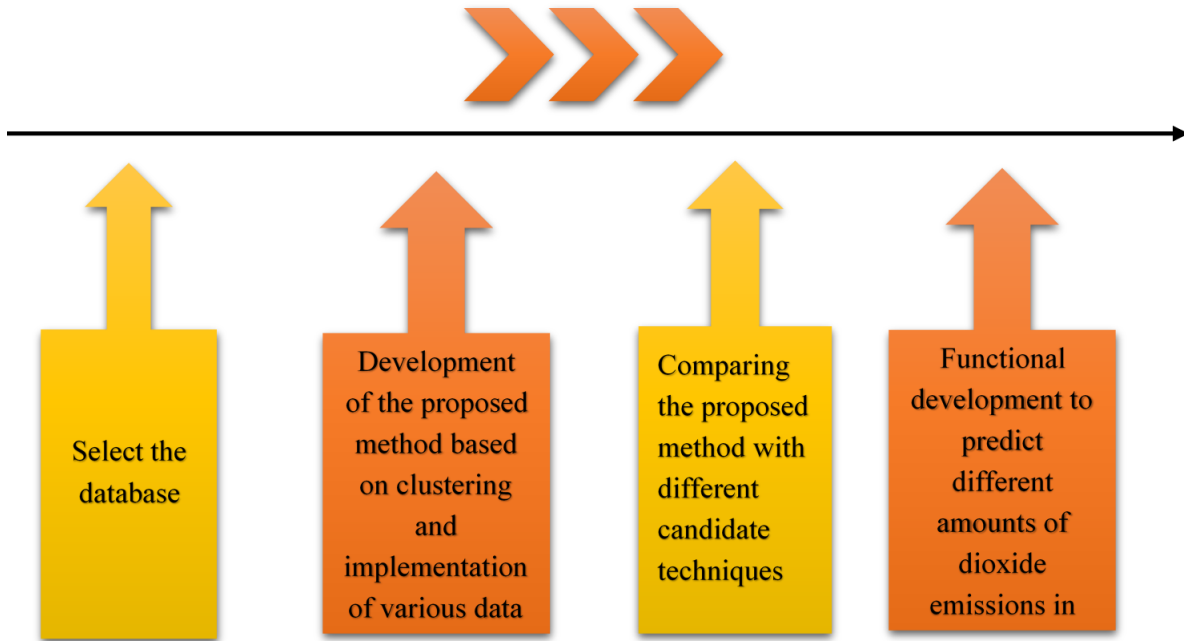 Select the
database
Development
of the proposed
method based
on clustering
and
implementation
of various data
Comparing
the proposed
method with
different
candidate
techniques
Functional
development to
predict
different
amounts of
dioxide
emissions in